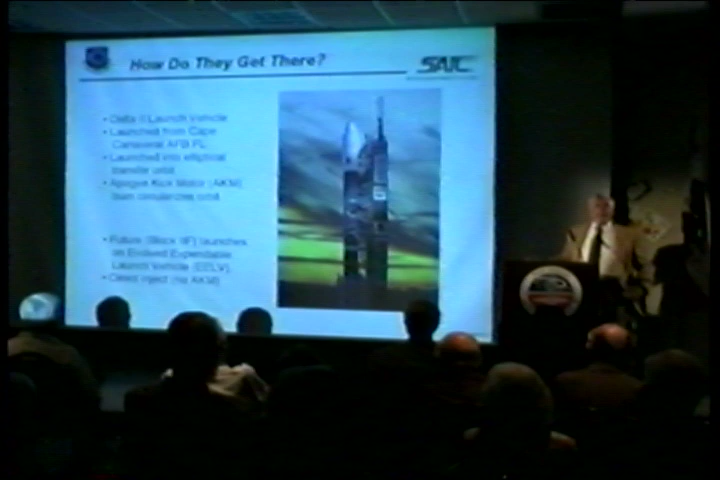 How Do They Get There?
SAIC
• Delta II Launch Vehicle
• Launched from Cape
Canaveral AFB FL
• Launched into elliptical
transfer orbit
• Apogee Kick Motor (AKM)
then circularizes orbit
• Future (Block IIF) launches
on Evolved Expendable
Launch Vehicle (EELV)
• Direct inject (no AKM)